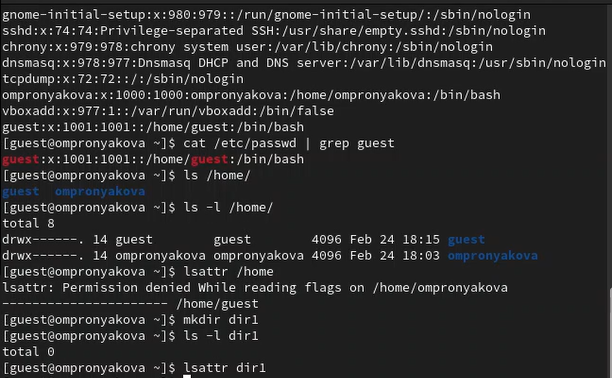 gnome-initial-setup:x:980:979::/run/gnome-initial-setup/:/sbin/nologin
sshd:x:74:74:Privilege-separated SSH:/usr/share/empty.sshd:/sbin/nologin
chrony:x:979:978:chrony system user:/var/lib/chrony:/sbin/nologin
dnsmasq:x:978:977:Dnsmasq DHCP and DNS server:/var/lib/dnsmasq:/usr/sbin/nologin
tcpdump:x:72:72::/:/sbin/nologin
ompronyakova:x:1000:1000:ompronyakova:/home/ompronyakova:/bin/bash
vboxadd:x:977:1::/var/run/vboxadd:/bin/false
guest:x:1001:1001::/home/guest:/bin/bash
[guest@ompronyakova ~]$ cat /etc/passwd | grep guest
guest:x:1001:1001::/home/guest:/bin/bash
[guest@ompronyakova ~]$ ls /home/
guest  ompronyakova
[guest@ompronyakova ~]$ ls -l /home/
total 8
drwx------. 14 guest        guest        4096 Feb 24 18:15 guest
drwx------. 14 ompronyakova ompronyakova 4096 Feb 24 18:03 ompronyakova
[guest@ompronyakova ~]$ lsattr /home
lsattr: Permission denied While reading flags on /home/ompronyakova
---------------------- /home/guest
[guest@ompronyakova ~]$ mkdir dir1
[guest@ompronyakova ~]$ ls -l dir1
total 0
[guest@ompronyakova ~]$ lsattr dir1